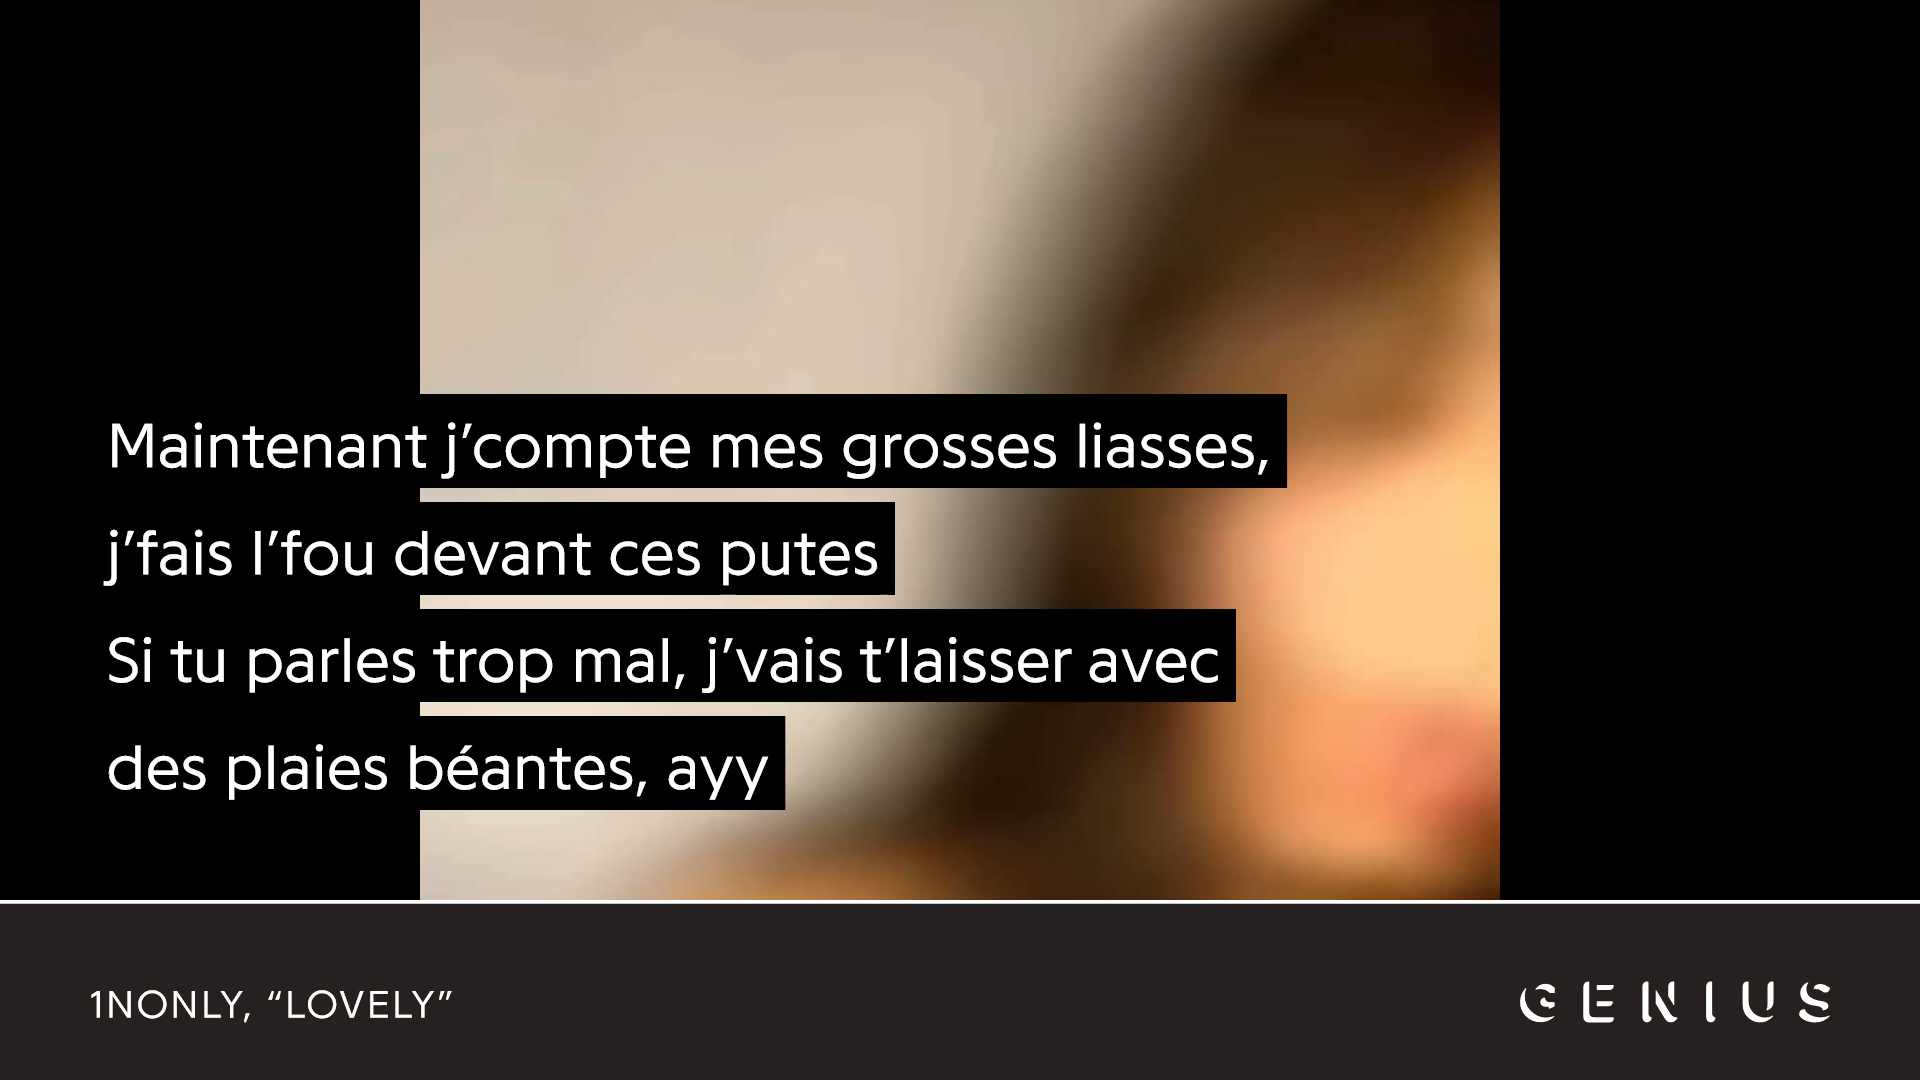 Maintenant j’compte mes grosses liasses,
j’fais l’fou devant ces putes
Si tu parles trop mal, j’vais t’laisser avec
des plaies béantes, ayy
1NONLY, “LOVELY”
GENIUS